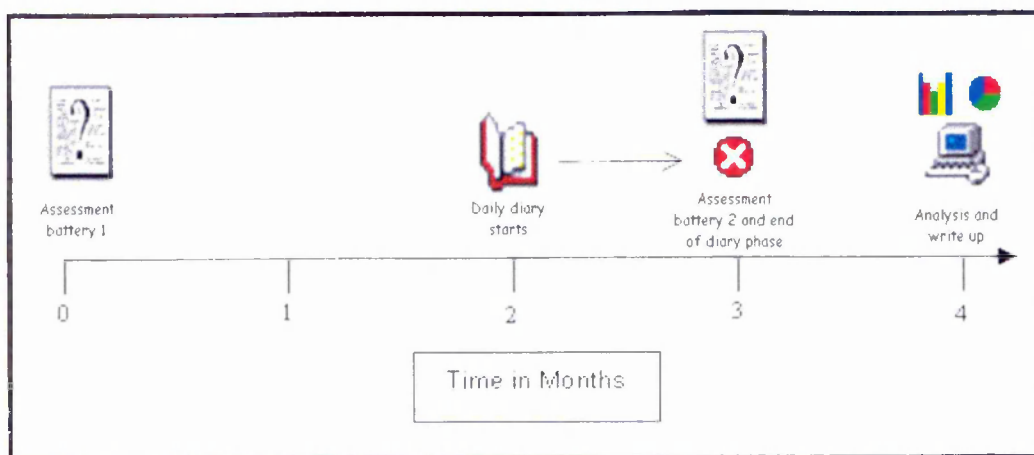 Assessment
battery 1
Daily diary
starts
Assessment
battery 2 and end
of diary phase
Analysis and
write up
0
1
2
3
4
Time in Months